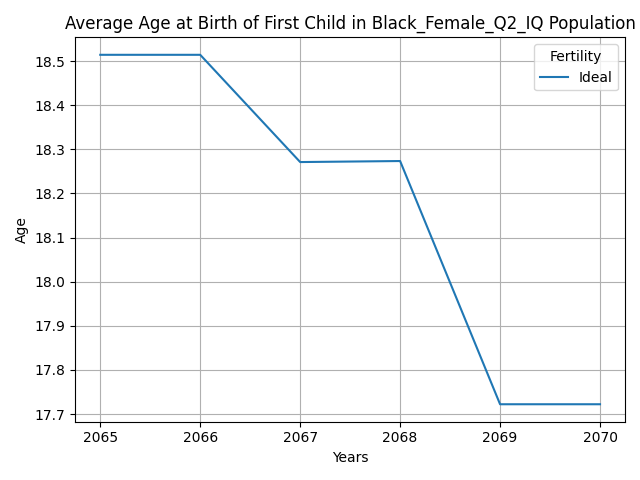 Average Age at Birth of First Child in Black_Female_Q2_IQ Population
Fertility
Ideal
18.5
18.4
18.3
18.2
18.1
18.0
17.9
17.8
17.7
Age
2065 2066 2067 2068 2069 2070
Years